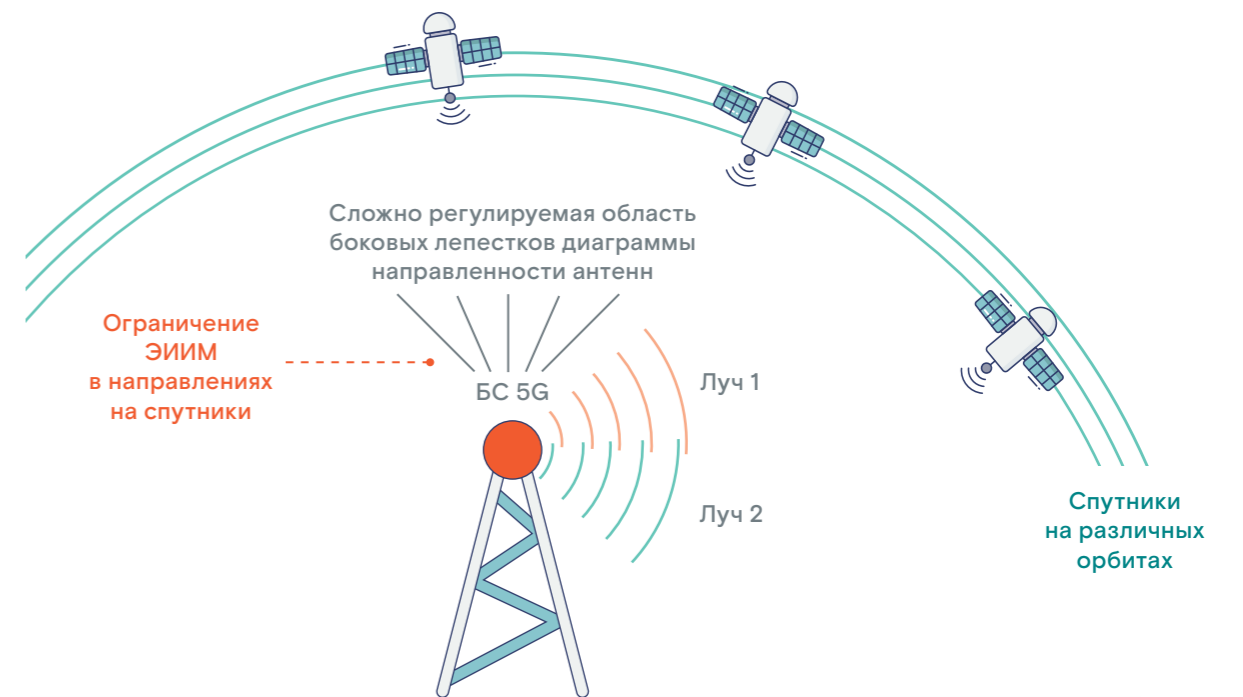 Сложно регулируемая область
боковых лепестков диаграммы
направленности антенн
Ограничение
ЭИИМ
в направлениях
на спутники
БС 5G
Луч 1
Луч 2
Спутники
на различных
орбитах